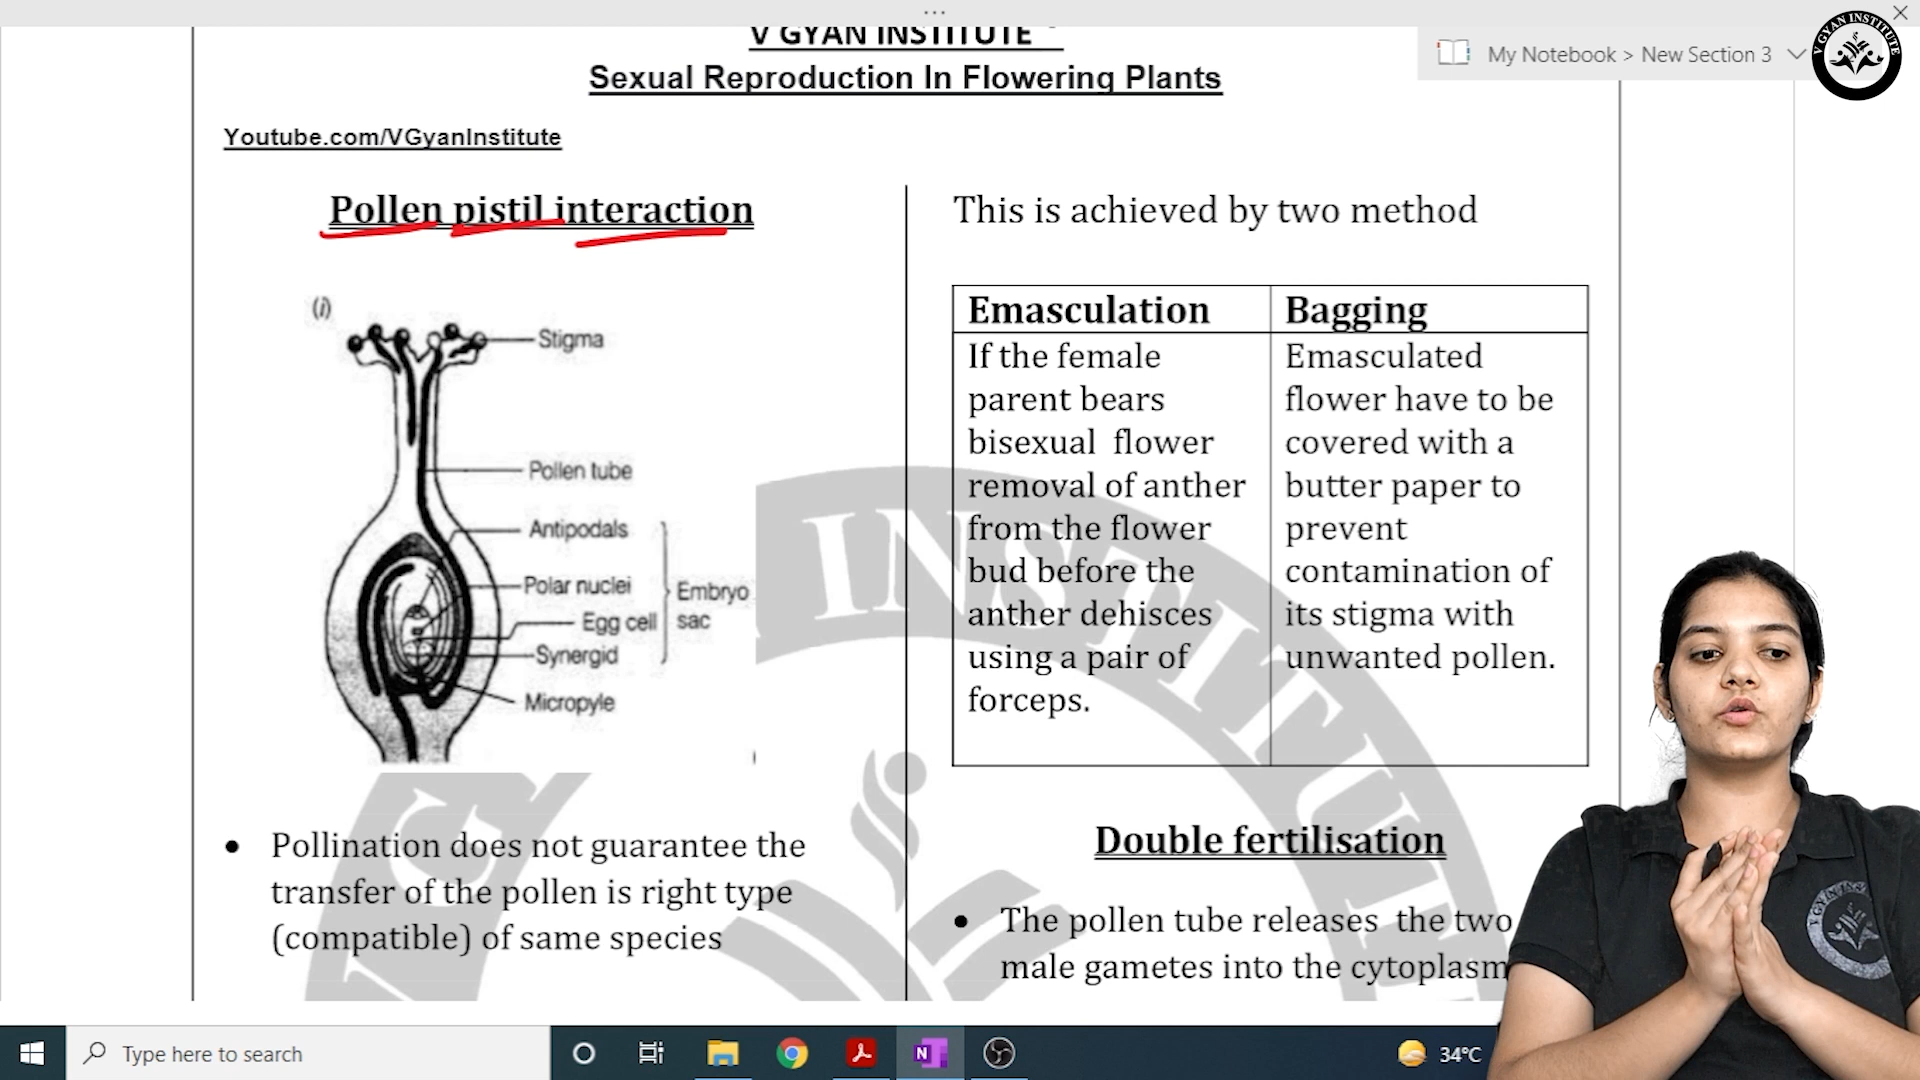 V GYAN INSTITUTE
My Notebook > New Section 3
V GYAN INSTITUTE
Sexual Reproduction In Flowering Plants
Youtube.com/VGyanInstitute
Pollen pistil interaction
(i)
Stigma
Pollen tube
Antipodals
Polar nuclei
Egg cell
Synergid
Micropyle
Embryo
sac
Pollination does not guarantee the
transfer of the pollen is right type
(compatible) of same species
This is achieved by two method
Emasculation
If the female
parent bears
bisexual flower
removal of anther
from the flower
bud before the
anther dehisces
using a pair of
forceps.
Bagging
Emasculated
flower have to be
covered with a
butter paper to
prevent
contamination of
its stigma with
unwanted pollen.
Double fertilisation
The pollen tube releases the two
male gametes into the cytoplasm
INSTITUTE
V G
V GYAN INS
Type here to search
N
34°C